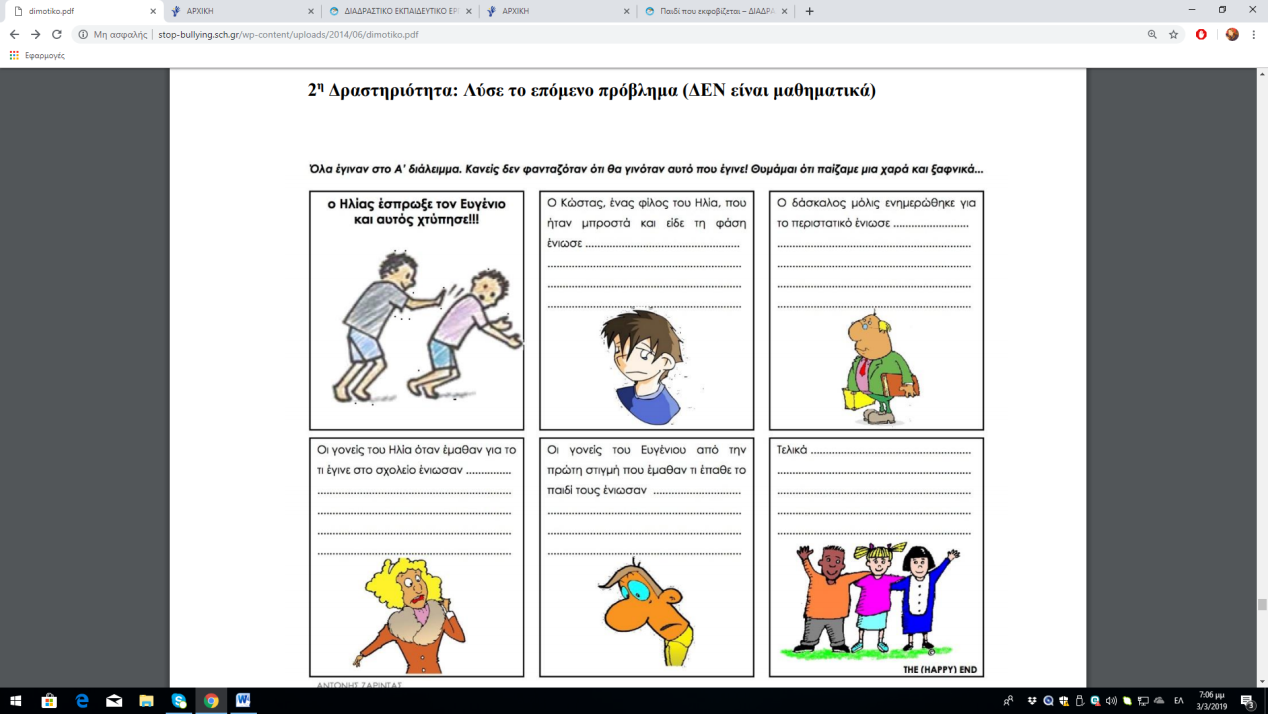 dimotiko.pdf
ΑΡΧΙΚΗ
ΔΙΑΔΡΑΣΤΙΚΟ ΕΚΠΑΙΔΕΥΤΙΚΟ ΕΡΓ
ΑΡΧΙΚΗ
Παιδί που εκφοβίζεται – ΔΙΑΔΡΑ
Μη ασφαλής | stop-bullying.sch.gr/wp-content/uploads/2014/06/dimotiko.pdf
Εφαρμογές
2η Δραστηριότητα: Λύσε το επόμενο πρόβλημα (ΔΕΝ είναι μαθηματικά)
Όλα έγιναν στο Α' διάλειμμα. Κανείς δεν φανταζόταν ότι θα γινόταν αυτό που έγινε! Θυμάμαι ότι παίζαμε μια χαρά και ξαφνικά...
ο Ηλίας έσπρωξε τον Ευγένιο
και αυτός χτύπησε!!!
Ο Κώστας, ένας φίλος του Ηλία, που
ήταν μπροστά και είδε τη φάση
ένιωσε ..........................................
Ο δάσκαλος μόλις ενημερώθηκε για
το περιστατικό ένιωσε .........................
Οι γονείς του Ηλία όταν έμαθαν για το
τι έγινε στο σχολείο ένιωσαν ...............
Οι γονείς του Ευγένιου από την
πρώτη στιγμή που έμαθαν τι έπαθε το
παιδί τους ένιωσαν .............................
Τελικά .....................................................
THE (HAPPY) END
ΑΝΤΩΝΗΣ ΖΑΡΙΝΤΑΣ
ΕΛ
7:06 μμ
3/3/2019
3